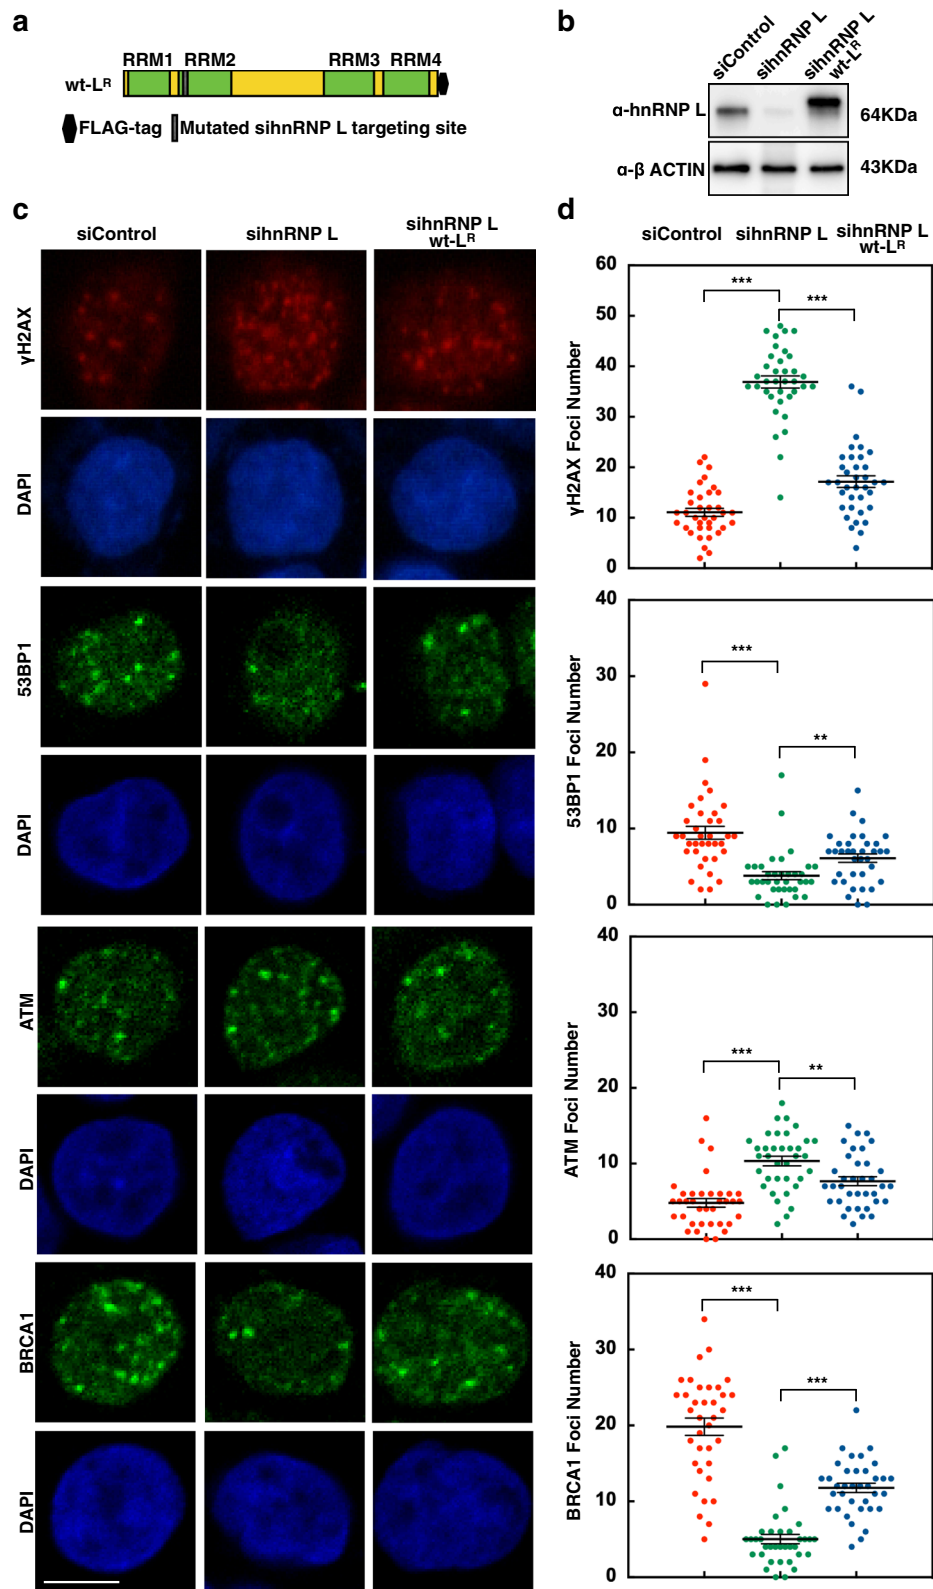 a
RRM1 RRM2 RRM3 RRM4
wt-Lᴿ
FLAG-tag Mutated sihnRNP L targeting site
b
siControl
sihnRNP L
sihnRNP L
wt-Lᴿ
α-hnRNP L
64KDa
α-β ACTIN
43KDa
c
siControl
sihnRNP L
sihnRNP L
wt-Lᴿ
γH2AX
DAPI
53BP1
DAPI
ATM
DAPI
BRCA1
DAPI
d
siControl
sihnRNP L
sihnRNP L
wt-Lᴿ
γH2AX Foci Number
60
50
40
30
20
10
0
***
***
53BP1 Foci Number
40
30
20
10
0
***
**
ATM Foci Number
40
30
20
10
0
***
**
BRCA1 Foci Number
40
30
20
10
0
***
***